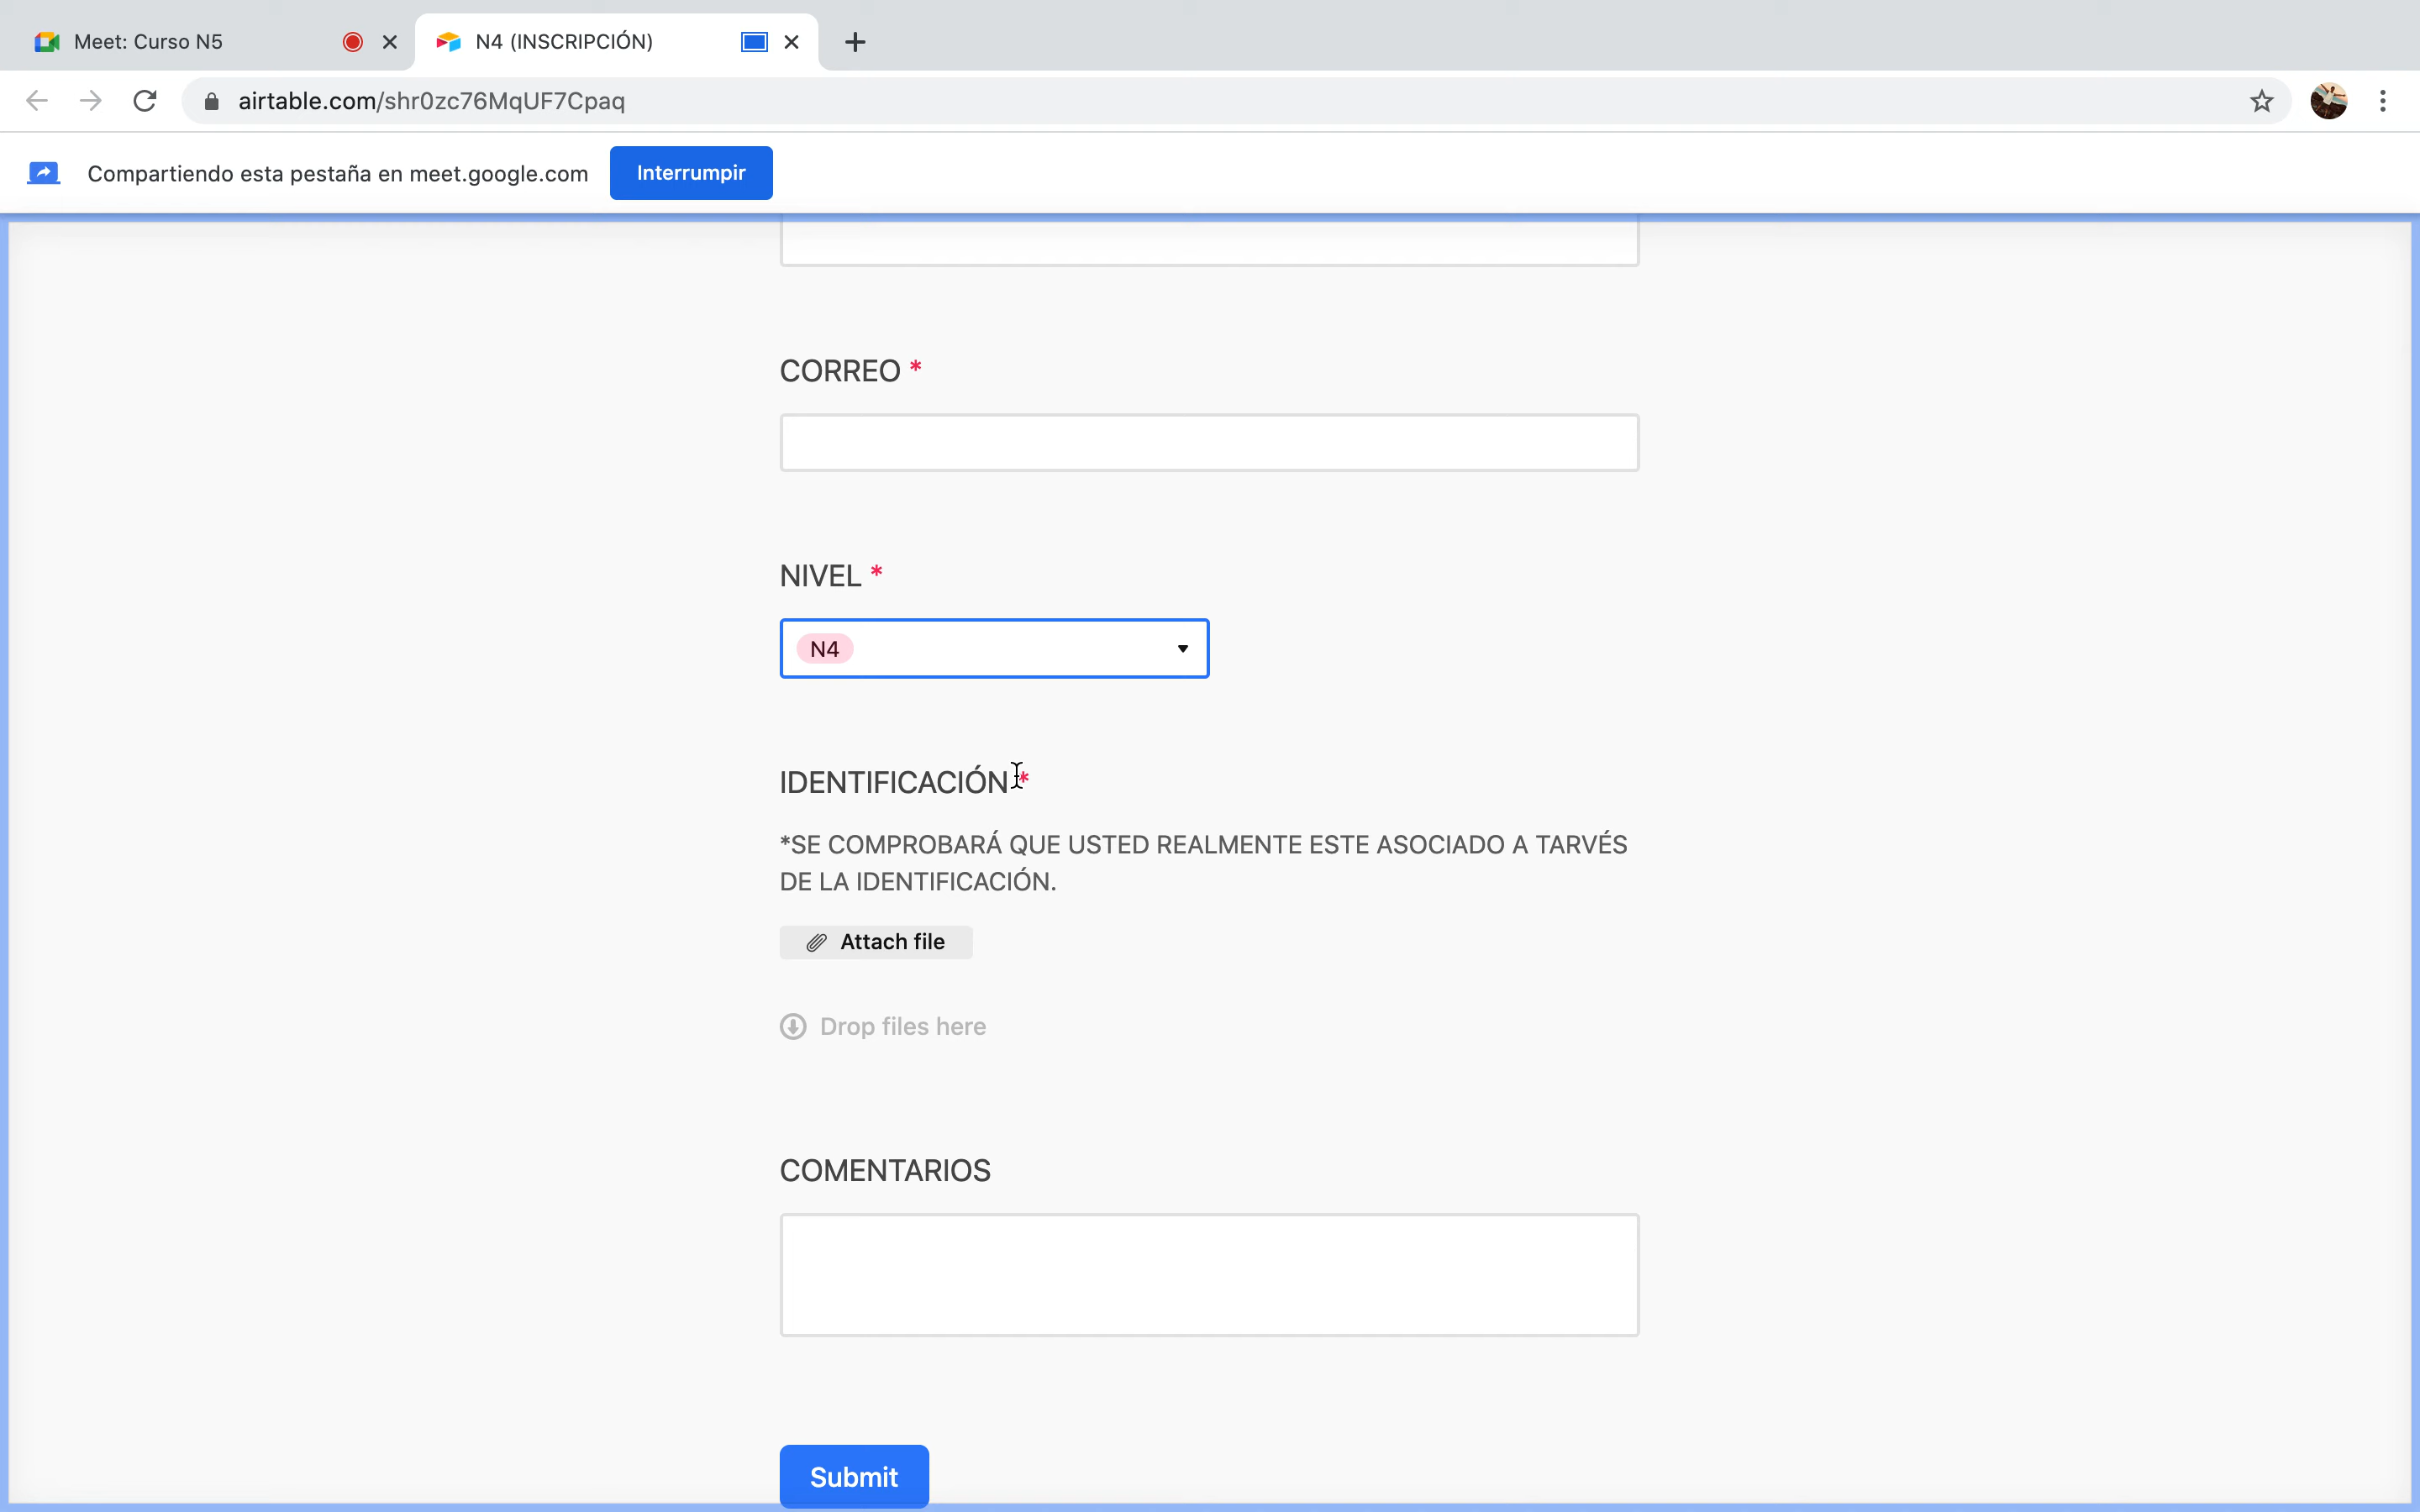 Meet: Curso N5
N4 (INSCRIPCIÓN)
airtable.com/shr0zc76MqUF7Cpaq
Compartiendo esta pestaña en meet.google.com
Interrumpir
CORREO *
NIVEL *
N4
IDENTIFICACIÓN *
*SE COMPROBARÁ QUE USTED REALMENTE ESTE ASOCIADO A TARVÉS
DE LA IDENTIFICACIÓN.
Attach file
Drop files here
COMENTARIOS
Submit